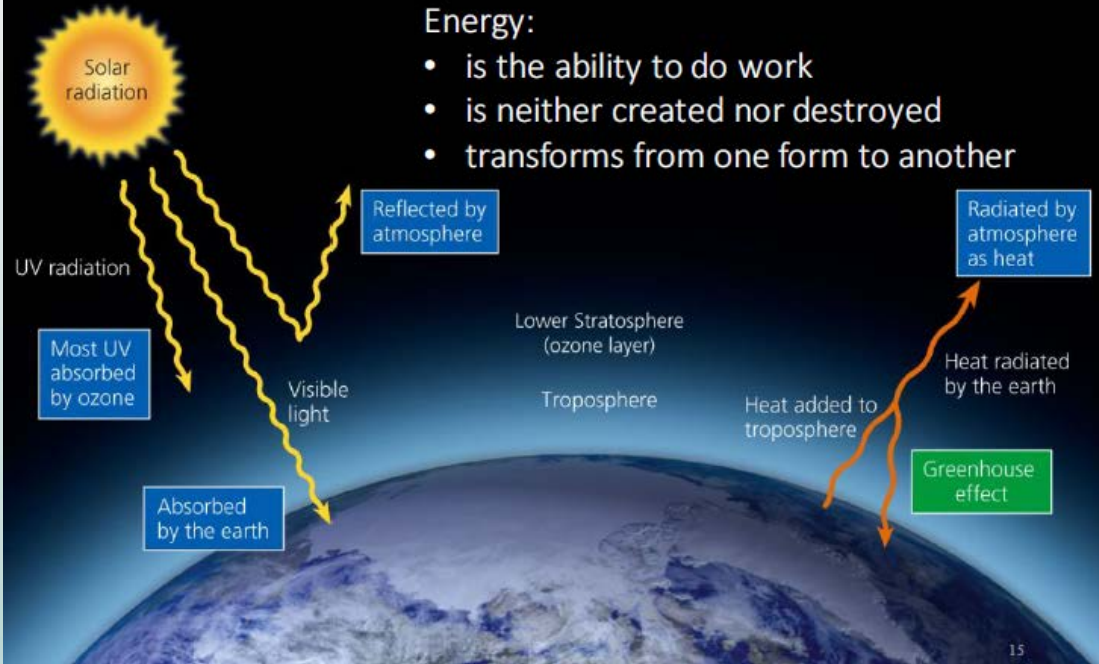 Energy:
• is the ability to do work
• is neither created nor destroyed
• transforms from one form to another
Solar
radiation
Reflected by
atmosphere
Radiated by
atmosphere
as heat
UV radiation
Lower Stratosphere
(ozone layer)
Most UV
absorbed
by ozone
Heat radiated
by the earth
Visible
light
Troposphere
Heat added to
troposphere
Greenhouse
effect
Absorbed
by the earth
15